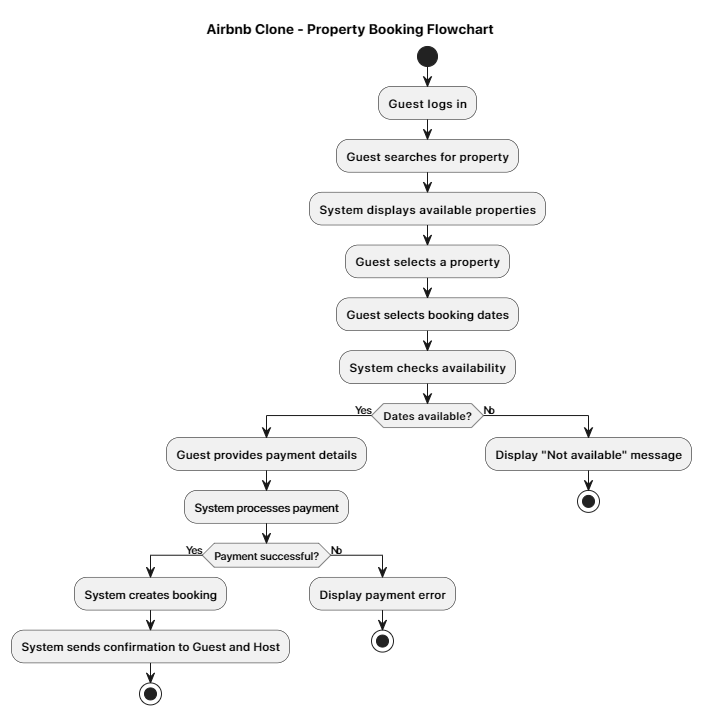 Airbnb Clone - Property Booking Flowchart
Guest logs in
Guest searches for property
System displays available properties
Guest selects a property
Guest selects booking dates
System checks availability
Yes
Dates available?
No
Guest provides payment details
Display "Not available" message
System processes payment
Yes
Payment successful?
No
System creates booking
Display payment error
System sends confirmation to Guest and Host